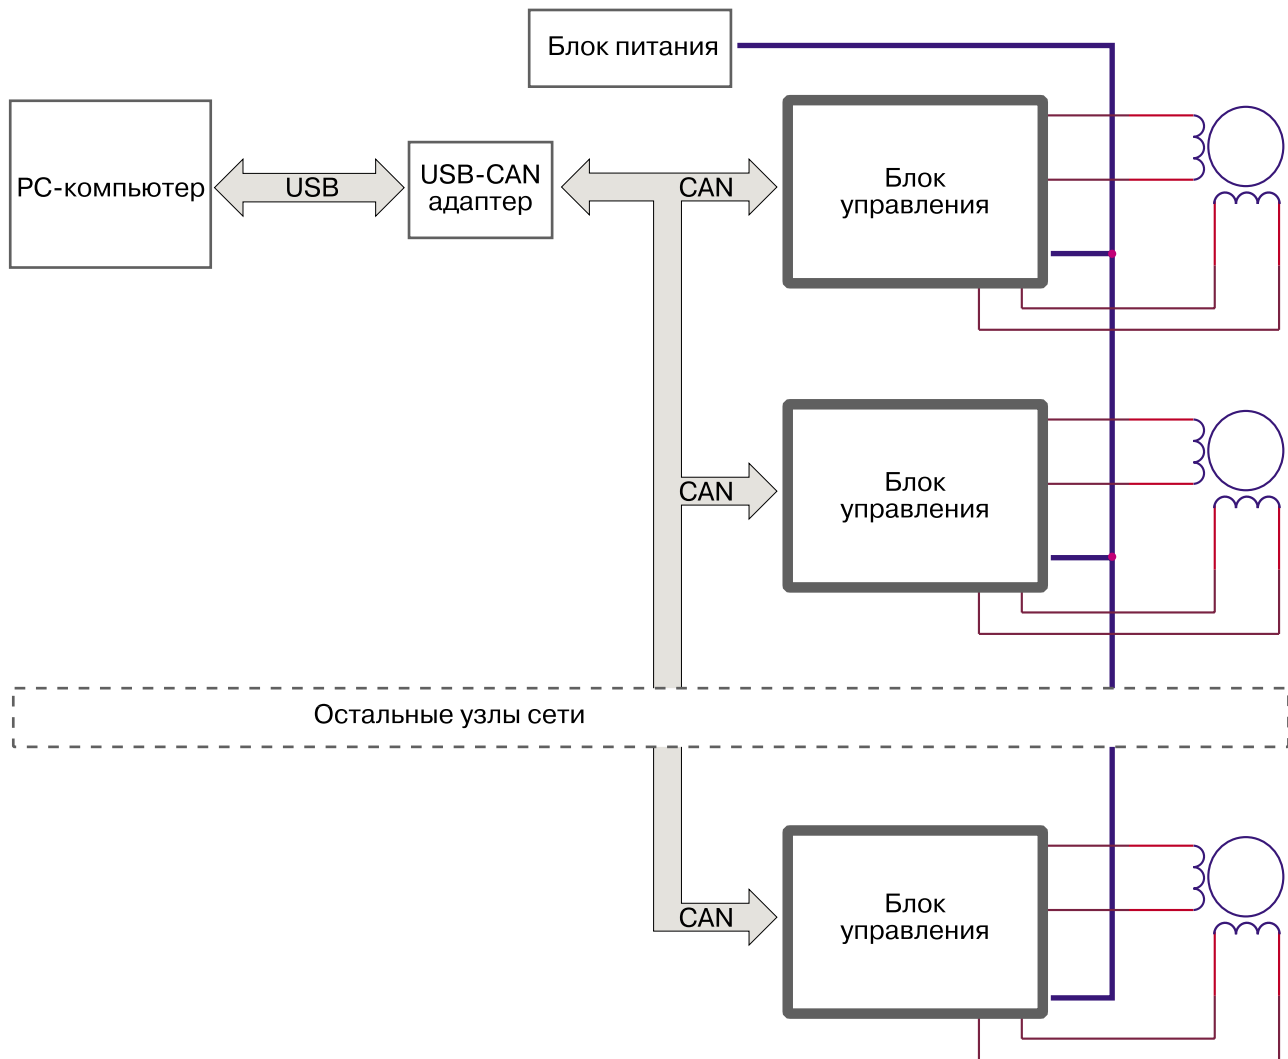 Блок питания
PC-компьютер
USB
USB-CAN
адаптер
CAN
Блок
управления
CAN
Блок
управления
Остальные узлы сети
CAN
Блок
управления